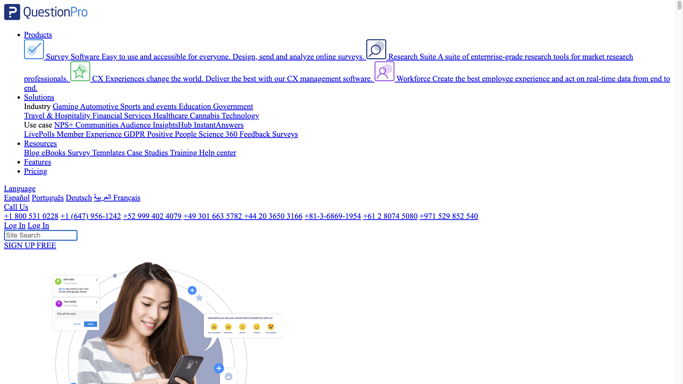 QuestionPro
Products
Survey Software Easy to use and accessible for everyone. Design, send and analyze online surveys. Research Suite A suite of enterprise-grade research tools for market research
professionals. CX Experiences change the world. Deliver the best with our CX management software. Workforce Create the best employee experience and act on real-time data from end to
end.
Solutions
Industry Gaming Automotive Sports and events Education Government
Travel & Hospitality Financial Services Healthcare Cannabis Technology
Use case NPS+ Communities Audience InsightsHub InstantAnswers
LivePolls Member Experience GDPR Positive People Science 360 Feedback Surveys
Resources
Blog eBooks Survey Templates Case Studies Training Help center
Features
Pricing
Language
Español Português Deutsch العربية Français
Call Us
+1 800 531 0228 +1 (647) 956-1242 +52 999 402 4079 +49 301 663 5782 +44 20 3650 3166 +81-3-6869-1954 +61 2 8074 5080 +971 529 852 540
Log In Log In
Site Search
SIGN UP FREE